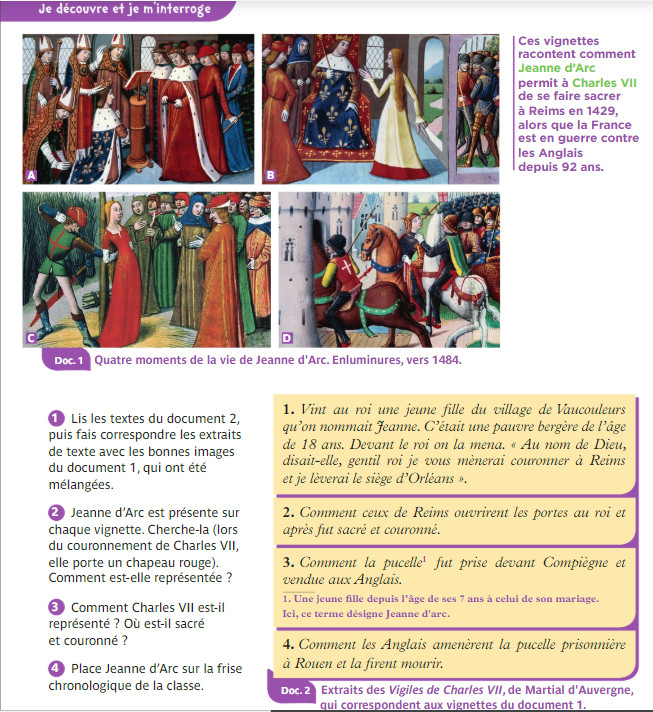 Je découvre et je m'interroge
Ces vignettes
racontent comment
Jeanne d'Arc
permit à Charles VII
de se faire sacrer
à Reims en 1429,
alors que la France
est en guerre contre
les Anglais
depuis 92 ans.
A
B
C
D
Doc. 1 Quatre moments de la vie de Jeanne d'Arc. Enluminures, vers 1484.
1 Lis les textes du document 2,
puis fais correspondre les extraits
de texte avec les bonnes images
du document 1, qui ont été
mélangées.
2 Jeanne d'Arc est présente sur
chaque vignette. Cherche-la (lors
du couronnement de Charles VII,
elle porte un chapeau rouge).
Comment est-elle représentée ?
3 Comment Charles VII est-il
représenté ? Où est-il sacré
et couronné ?
4 Place Jeanne d'Arc sur la frise
chronologique de la classe.
1. Vint au roi une jeune fille du village de Vaucouleurs
qu'on nommait Jeanne. C'était une pauvre bergère de l'âge
de 18 ans. Devant le roi on la mena. « Au nom de Dieu,
disait-elle, gentil roi je vous mènerai couronner à Reims
et je lèverai le siège d'Orléans ».
2. Comment ceux de Reims ouvrirent les portes au roi et
après fut sacré et couronné.
3. Comment la pucelle1 fut prise devant Compiègne et
vendue aux Anglais.
1. Une jeune fille depuis l'âge de ses 7 ans à celui de son mariage.
Ici, ce terme désigne Jeanne d'arc.
4. Comment les Anglais amenèrent la pucelle prisonnière
à Rouen et la firent mourir.
Doc. 2 Extraits des Vigiles de Charles VII, de Martial d'Auvergne,
qui correspondent aux vignettes du document 1.